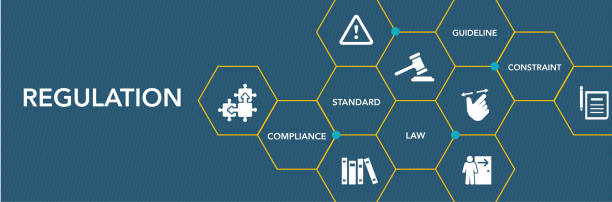 REGULATION
GUIDELINE
CONSTRAINT
STANDARD
COMPLIANCE
LAW